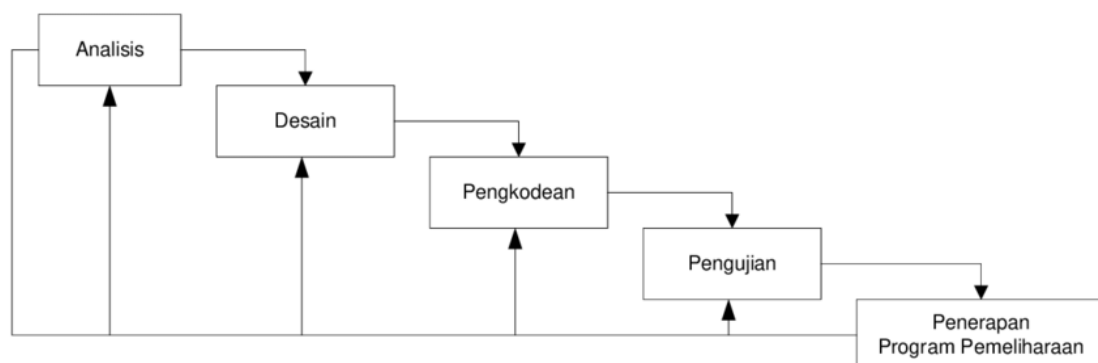 Analisis
Desain
Pengkodean
Pengujian
Penerapan
Program Pemeliharaan